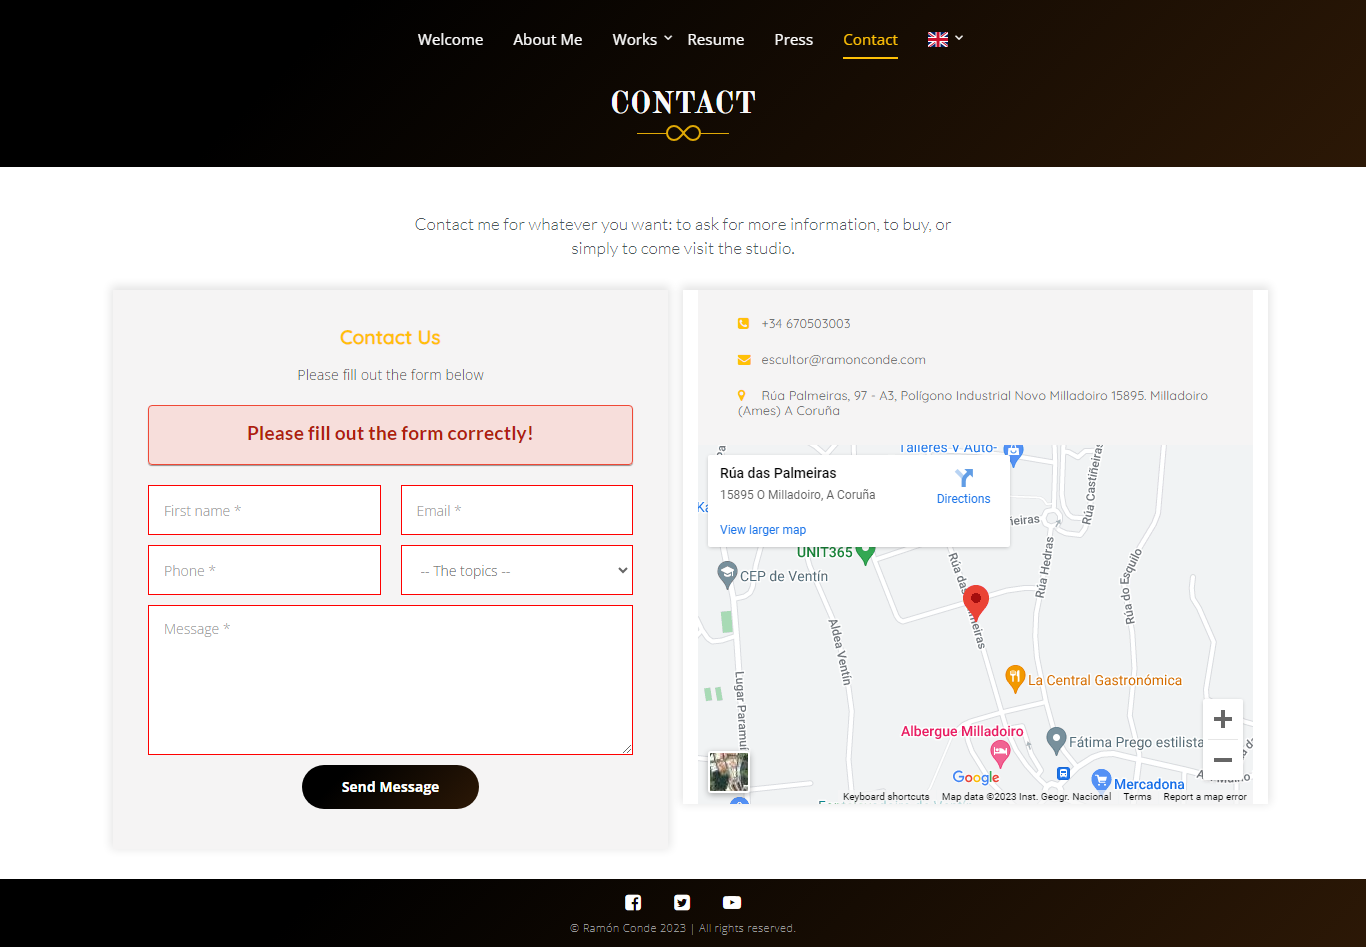 Welcome About Me Works Resume Press Contact
CONTACT
Contact me for whatever you want: to ask for more information, to buy, or
simply to come visit the studio.
Contact Us
Please fill out the form below
Please fill out the form correctly!
First name * Email *
Phone * -- The topics --
Message *
Send Message
+34 670503003
escultor@ramonconde.com
Rúa Palmeiras, 97 - A3, Polígono Industrial Novo Milladoiro 15895. Milladoiro
(Ames) A Coruña
Talleres V Auto-
Rúa das Palmeiras
15895 O Milladoiro, A Coruña
Directions
View larger map
Rúa Castiñeiras
UNIT365
CEP de Ventín
Rúa Hedras
Rúa do Esquilo
Aldea Ventín
La Central Gastronómica
Albergue Milladoiro
Fátima Prego estilista
Google
Mercadona
Keyboard shortcuts Map data ©2023 Inst. Geogr. Nacional Terms Report a map error
© Ramón Conde 2023 | All rights reserved.